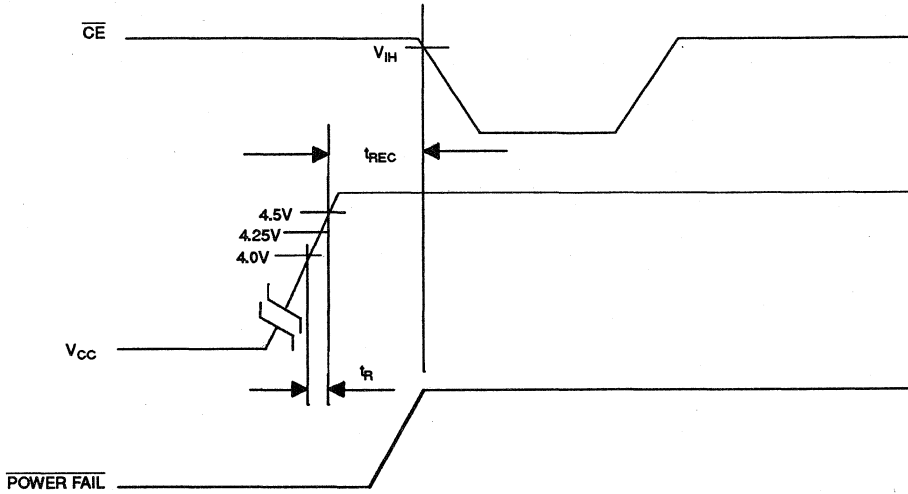 CE
VIH
tREC
4.5V
4.25V
4.0V
VCC
tR
POWER FAIL